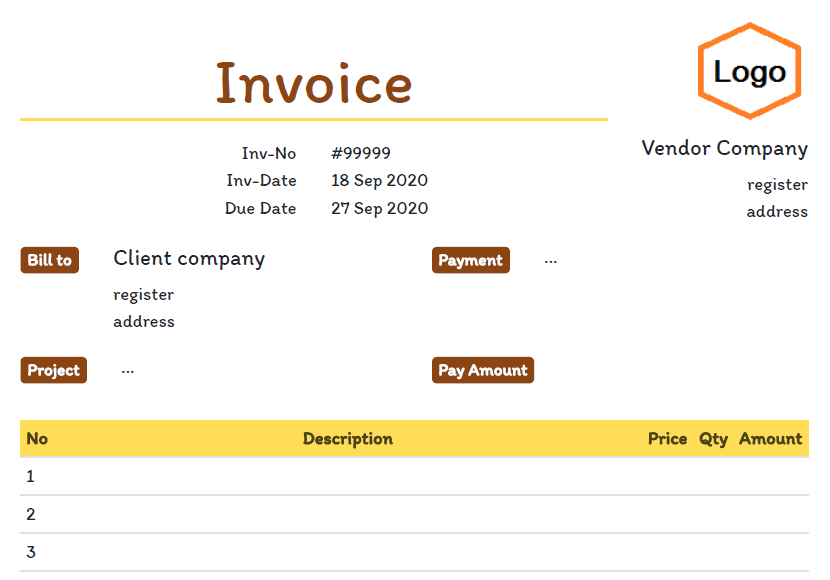 Logo
Invoice
Vendor Company
register
address
Inv-No #99999
Inv-Date 18 Sep 2020
Due Date 27 Sep 2020
Bill to Client company
register
address
Payment ...
Project ...
Pay Amount
No Description Price Qty Amount
1
2
3